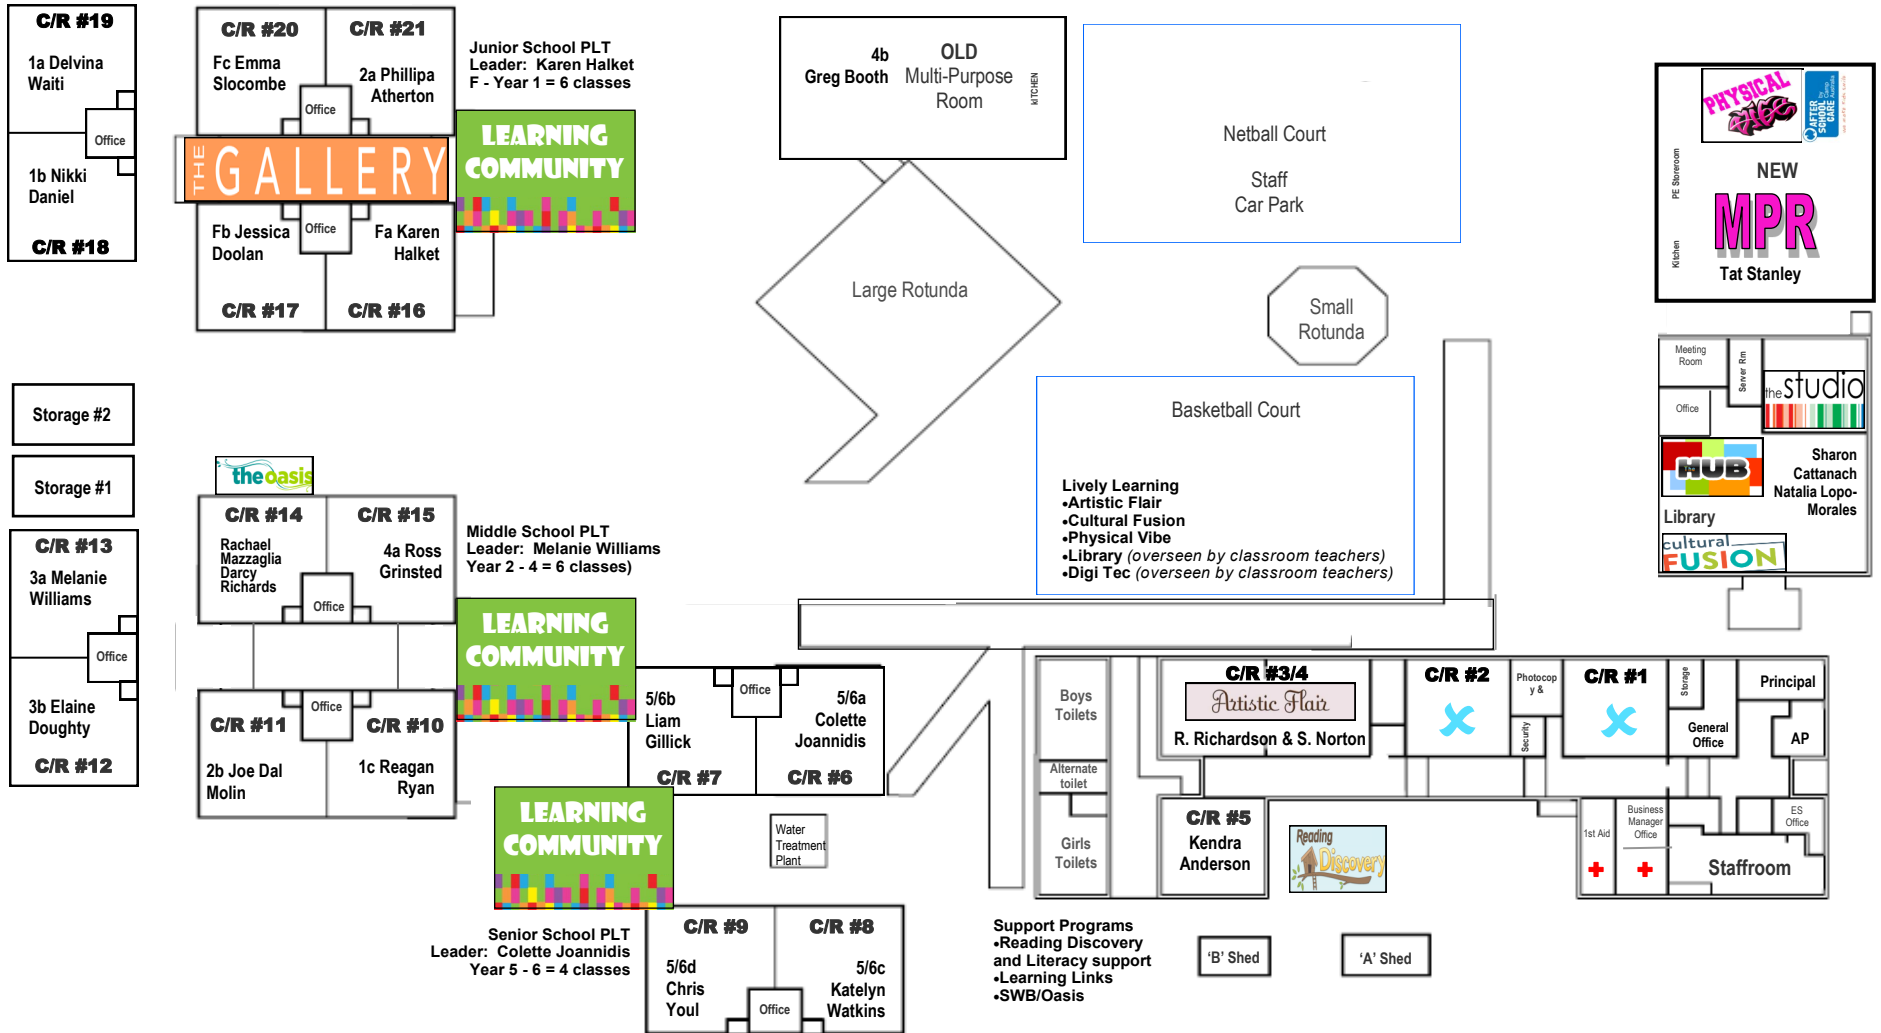 C/R #19
1a Delvina
Waiti
Office
1b Nikki
Daniel
C/R #18
C/R #20
Fc Emma
Slocombe
C/R #21
2a Phillipa
Atherton
Office
THE GALLERY
Office
Fb Jessica
Doolan
Fa Karen
Halket
C/R #17
C/R #16
Junior School PLT
Leader: Karen Halket
F - Year 1 = 6 classes
LEARNING
COMMUNITY
4b
Greg Booth
OLD
Multi-Purpose
Room
kITCHEN
Large Rotunda
Netball Court
Staff
Car Park
Small
Rotunda
PHYSICAL
VIBE
AFTER
SCHOOL
CARE
by
Camp
Australia
PE Storeroom
Kitchen
NEW
MPR
Tat Stanley
Meeting
Room
Server Rm
Office
the STUDIO
THE HUB
Sharon
Cattanach
Natalia Lopo-
Morales
Library
cultural
FUSION
Storage #2
Storage #1
C/R #13
3a Melanie
Williams
Office
3b Elaine
Doughty
C/R #12
the oasis
C/R #14
Rachael
Mazzaglia
Darcy
Richards
C/R #15
4a Ross
Grinsted
Office
Office
C/R #11
2b Joe Dal
Molin
C/R #10
1c Reagan
Ryan
Middle School PLT
Leader: Melanie Williams
Year 2 - 4 = 6 classes)
LEARNING
COMMUNITY
5/6b
Liam
Gillick
C/R #7
Office
5/6a
Colette
Joannidis
C/R #6
LEARNING
COMMUNITY
Water
Treatment
Plant
Senior School PLT
Leader: Colette Joannidis
Year 5 - 6 = 4 classes
C/R #9
5/6d
Chris
Youl
Office
C/R #8
5/6c
Katelyn
Watkins
Basketball Court
Lively Learning
•Artistic Flair
•Cultural Fusion
•Physical Vibe
•Library (overseen by classroom teachers)
•Digi Tec (overseen by classroom teachers)
Boys
Toilets
Alternate
toilet
Girls
Toilets
C/R #3/4
Artistic Flair
R. Richardson & S. Norton
C/R #2
Photocop
y &
Security
C/R #1
Storage
General
Office
Principal
AP
C/R #5
Kendra
Anderson
Reading
Discovery
1st Aid
Business
Manager
Office
ES
Office
Staffroom
Support Programs
•Reading Discovery
and Literacy support
•Learning Links
•SWB/Oasis
'B' Shed
'A' Shed